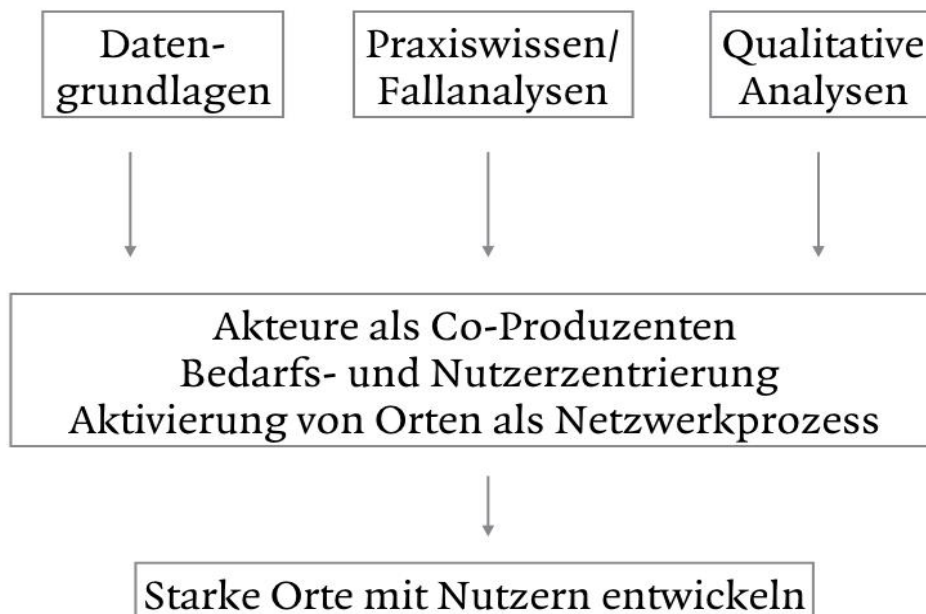 Daten-
grundlagen
Praxiswissen/
Fallanalysen
Qualitative
Analysen
Akteure als Co-Produzenten
Bedarfs- und Nutzerzentrierung
Aktivierung von Orten als Netzwerkprozess
Starke Orte mit Nutzern entwickeln